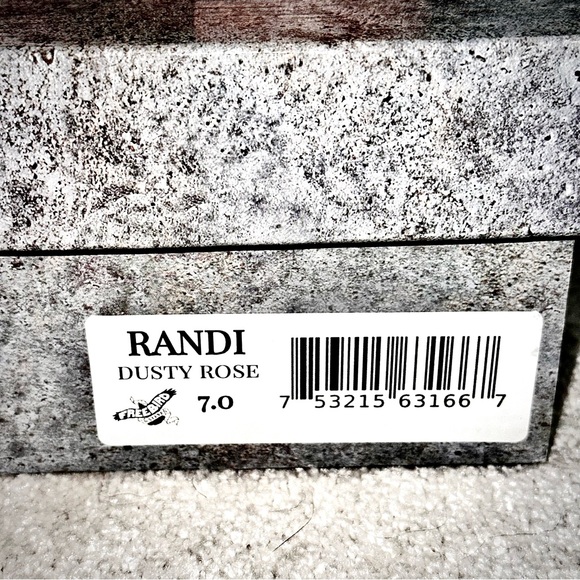 RANDI
DUSTY ROSE
FREEBIRD
7.0
7 53215 63166 7